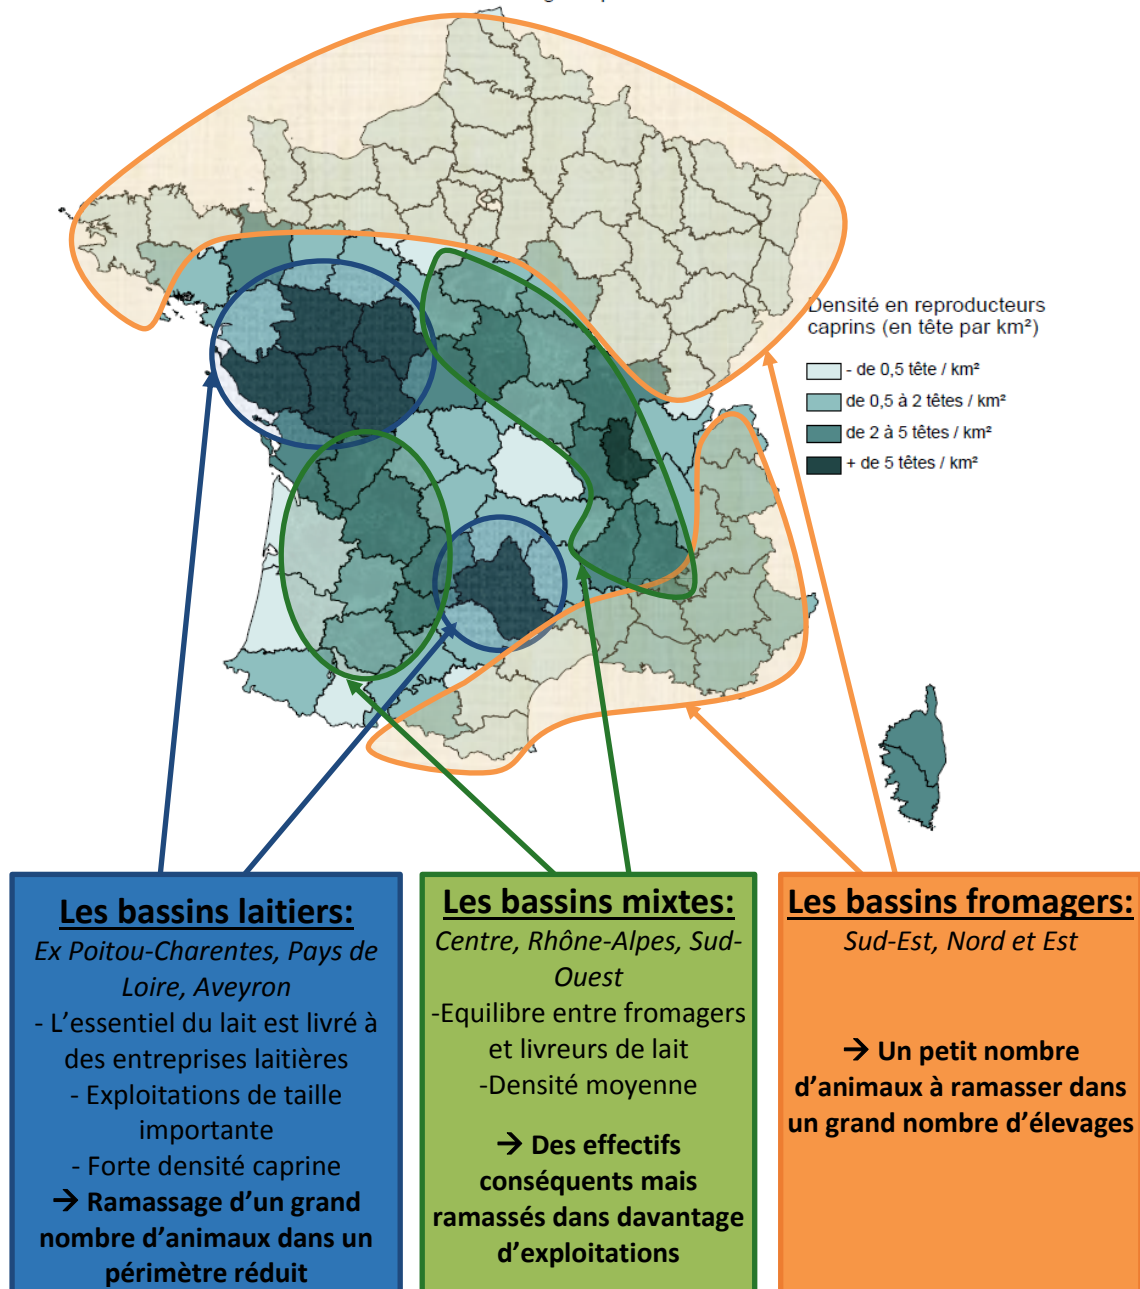 Densité en reproducteurs
caprins (en tête par km²)
- de 0,5 tête / km²
de 0,5 à 2 têtes / km²
de 2 à 5 têtes / km²
+ de 5 têtes / km²
Les bassins laitiers:
Ex Poitou-Charentes, Pays de
Loire, Aveyron
- L’essentiel du lait est livré à
des entreprises laitières
- Exploitations de taille
importante
- Forte densité caprine
→ Ramassage d’un grand
nombre d’animaux dans un
périmètre réduit
Les bassins mixtes:
Centre, Rhône-Alpes, Sud-
Ouest
-Equilibre entre fromagers
et livreurs de lait
-Densité moyenne
→ Des effectifs
conséquents mais
ramassés dans davantage
d’exploitations
Les bassins fromagers:
Sud-Est, Nord et Est
→ Un petit nombre
d’animaux à ramasser dans
un grand nombre d’élevages